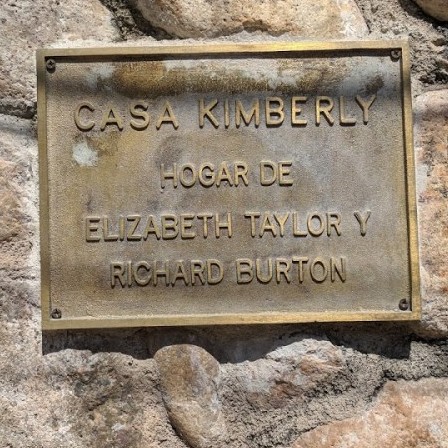 CASA KIMBERLY
HOGAR DE
ELIZABETH TAYLOR Y
RICHARD BURTON